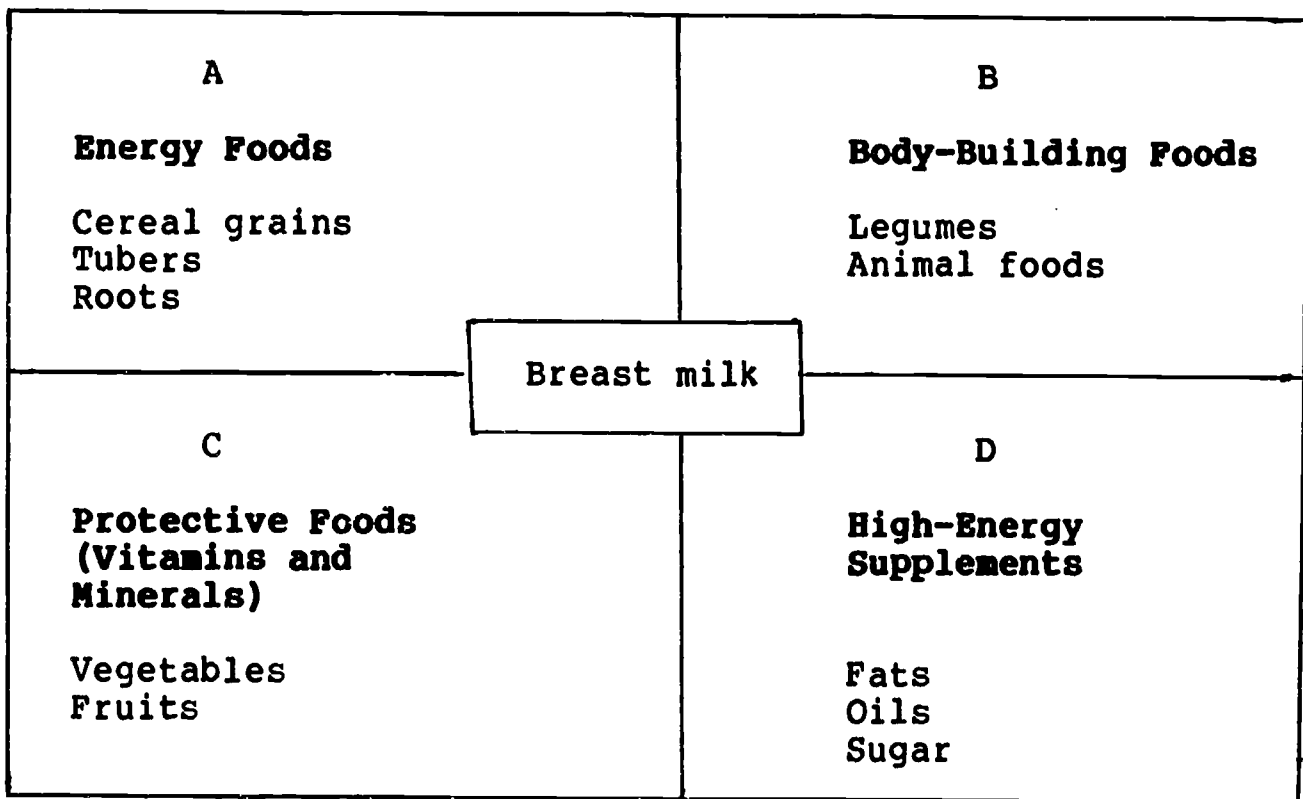 A
Energy Foods
Cereal grains
Tubers
Roots
B
Body-Building Foods
Legumes
Animal foods
Breast milk
C
Protective Foods
(Vitamins and
Minerals)
Vegetables
Fruits
D
High-Energy
Supplements
Fats
Oils
Sugar